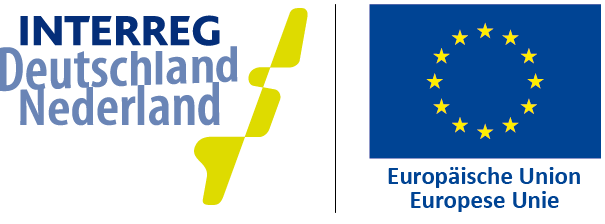 INTERREG
Deutschland
Nederland
Europäische Union
Europese Unie